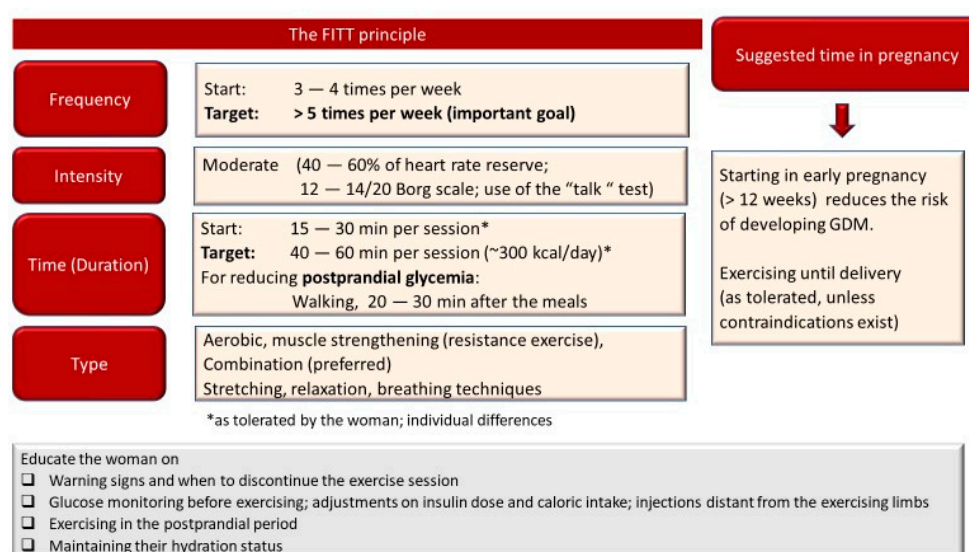 The FITT principle
Suggested time in pregnancy
Frequency
Start: 3 — 4 times per week
Target: > 5 times per week (important goal)
Intensity
Moderate (40 — 60% of heart rate reserve;
12 — 14/20 Borg scale; use of the “talk “ test)
Time (Duration)
Start: 15 — 30 min per session*
Target: 40 — 60 min per session (~300 kcal/day)*
For reducing postprandial glycemia:
Walking, 20 — 30 min after the meals
Type
Aerobic, muscle strengthening (resistance exercise),
Combination (preferred)
Stretching, relaxation, breathing techniques
*as tolerated by the woman; individual differences
Starting in early pregnancy
(> 12 weeks) reduces the risk
of developing GDM.
Exercising until delivery
(as tolerated, unless
contraindications exist)
Educate the woman on
❑ Warning signs and when to discontinue the exercise session
❑ Glucose monitoring before exercising; adjustments on insulin dose and caloric intake; injections distant from the exercising limbs
❑ Exercising in the postprandial period
❑ Maintaining their hydration status